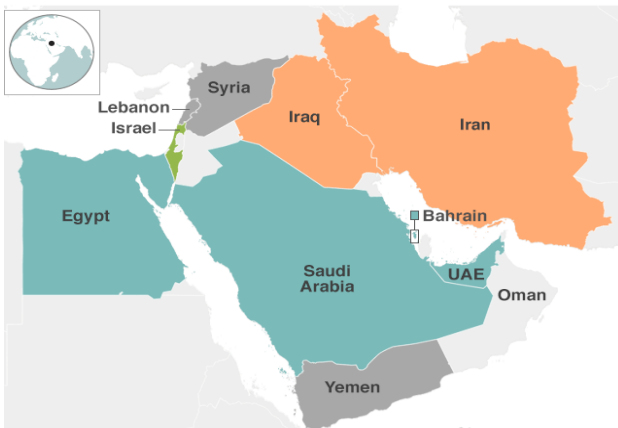 Syria
Lebanon
Israel
Iraq
Iran
Egypt
Bahrain
Saudi
Arabia
UAE
Oman
Yemen